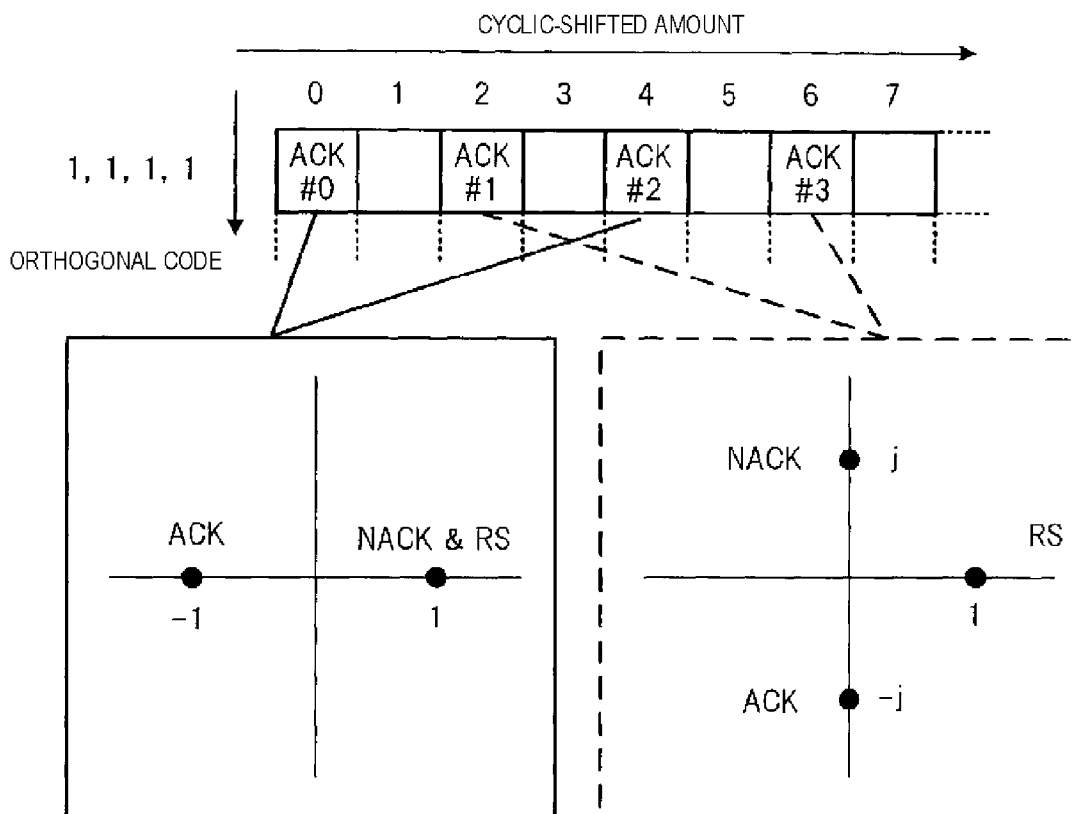 CYCLIC-SHIFTED AMOUNT
0 1 2 3 4 5 6 7
1, 1, 1, 1
ACK #0
ACK #1
ACK #2
ACK #3
ORTHOGONAL CODE
ACK
NACK & RS
-1
1
NACK
j
RS
1
ACK
-j